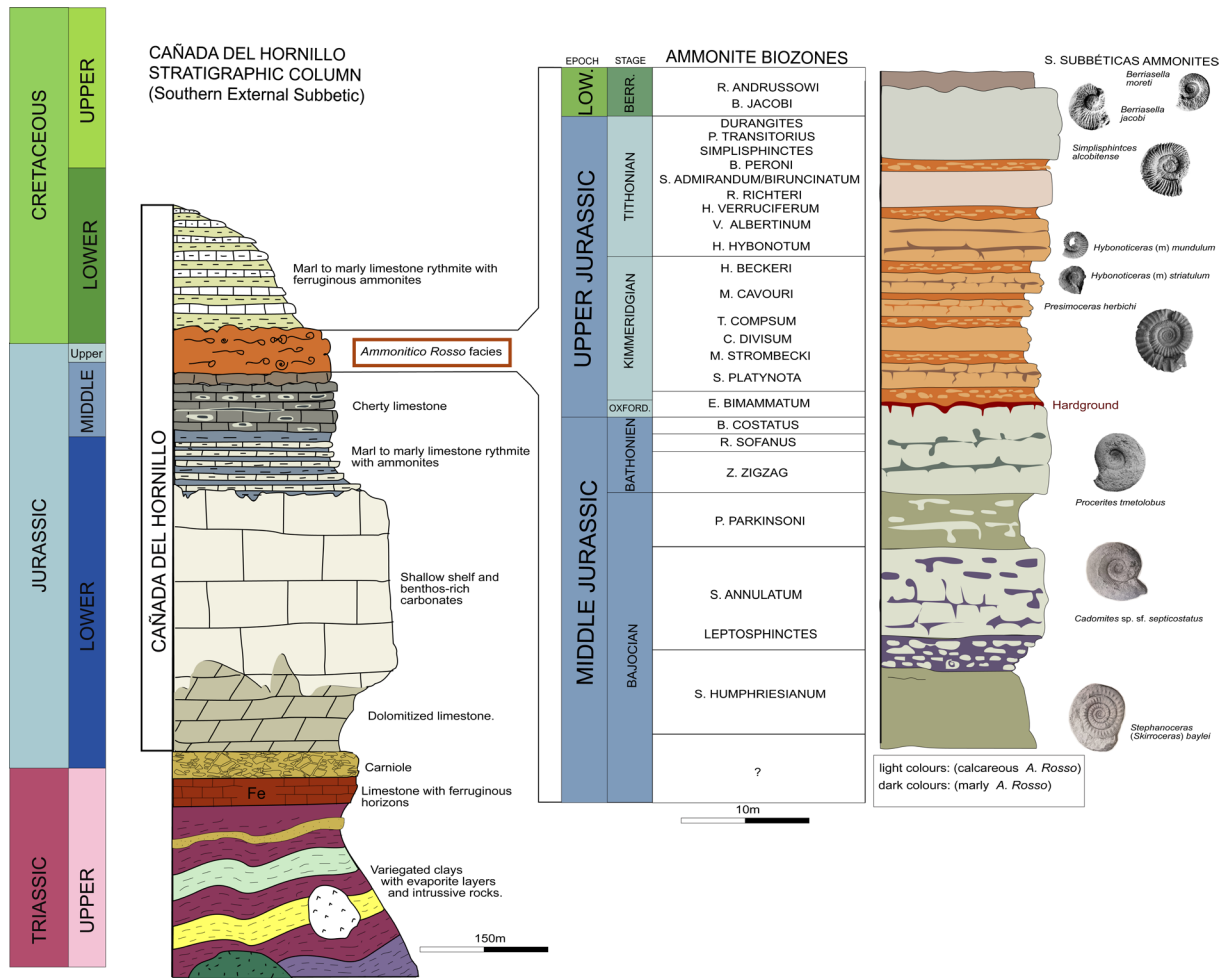 CAÑADA DEL HORNILLO
STRATIGRAPHIC COLUMN
(Southern External Subbetic)
CRETACEOUS
UPPER
LOWER
JURASSIC
Upper
MIDDLE
LOWER
TRIASSIC
UPPER
CAÑADA DEL HORNILLO
Marl to marly limestone rythmite with
ferruginous ammonites
Ammonitico Rosso facies
Cherty limestone
Marl to marly limestone rythmite
with ammonites
Shallow shelf and
benthos-rich
carbonates
Dolomitized limestone.
Carniole
Fe
Limestone with ferruginous
horizons
Variegated clays
with evaporite layers
and intrussive rocks.
150m
EPOCH
STAGE
AMMONITE BIOZONES
LOW.
BERR.
R. ANDRUSSOWI
B. JACOBI
UPPER JURASSIC
TITHONIAN
DURANGITES
P. TRANSITORIUS
SIMPLISPHINCTES
B. PERONI
S. ADMIRANDUM/BIRUNCINATUM
R. RICHTERI
H. VERRUCIFERUM
V. ALBERTINUM
H. HYBONOTUM
KIMMERIDGIAN
H. BECKERI
M. CAVOURI
T. COMPSUM
C. DIVISUM
M. STROMBECKI
S. PLATYNOTA
OXFORD.
E. BIMAMMATUM
MIDDLE JURASSIC
BATHONIEN
B. COSTATUS
R. SOFANUS
Z. ZIGZAG
BAJOCIAN
P. PARKINSONI
S. ANNULATUM
LEPTOSPHINCTES
S. HUMPHRIESIANUM
?
10m
S. SUBBÉTICAS AMMONITES
Berriasella
moreti
Berriasella
jacobi
Simplisphintces
alcobitense
Hybonoticeras (m) mundulum
Hybonoticeras (m) striatulum
Presimoceras herbichi
Hardground
Procerites tmetolobus
Cadomites sp. sf. septicostatus
Stephanoceras
(Skirroceras) baylei
light colours: (calcareous A. Rosso)
dark colours: (marly A. Rosso)